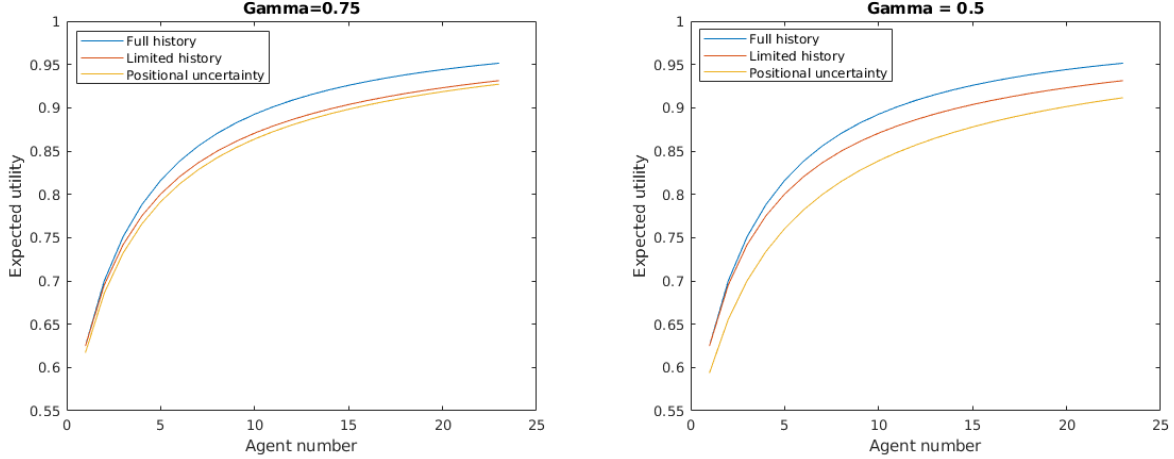 Gamma=0.75
Full history
Limited history
Positional uncertainty
1
0.95
0.9
0.85
0.8
0.75
0.7
0.65
0.6
0.55
Expected utility
0 5 10 15 20 25
Agent number
Gamma = 0.5
Full history
Limited history
Positional uncertainty
1
0.95
0.9
0.85
0.8
0.75
0.7
0.65
0.6
0.55
Expected utility
0 5 10 15 20 25
Agent number